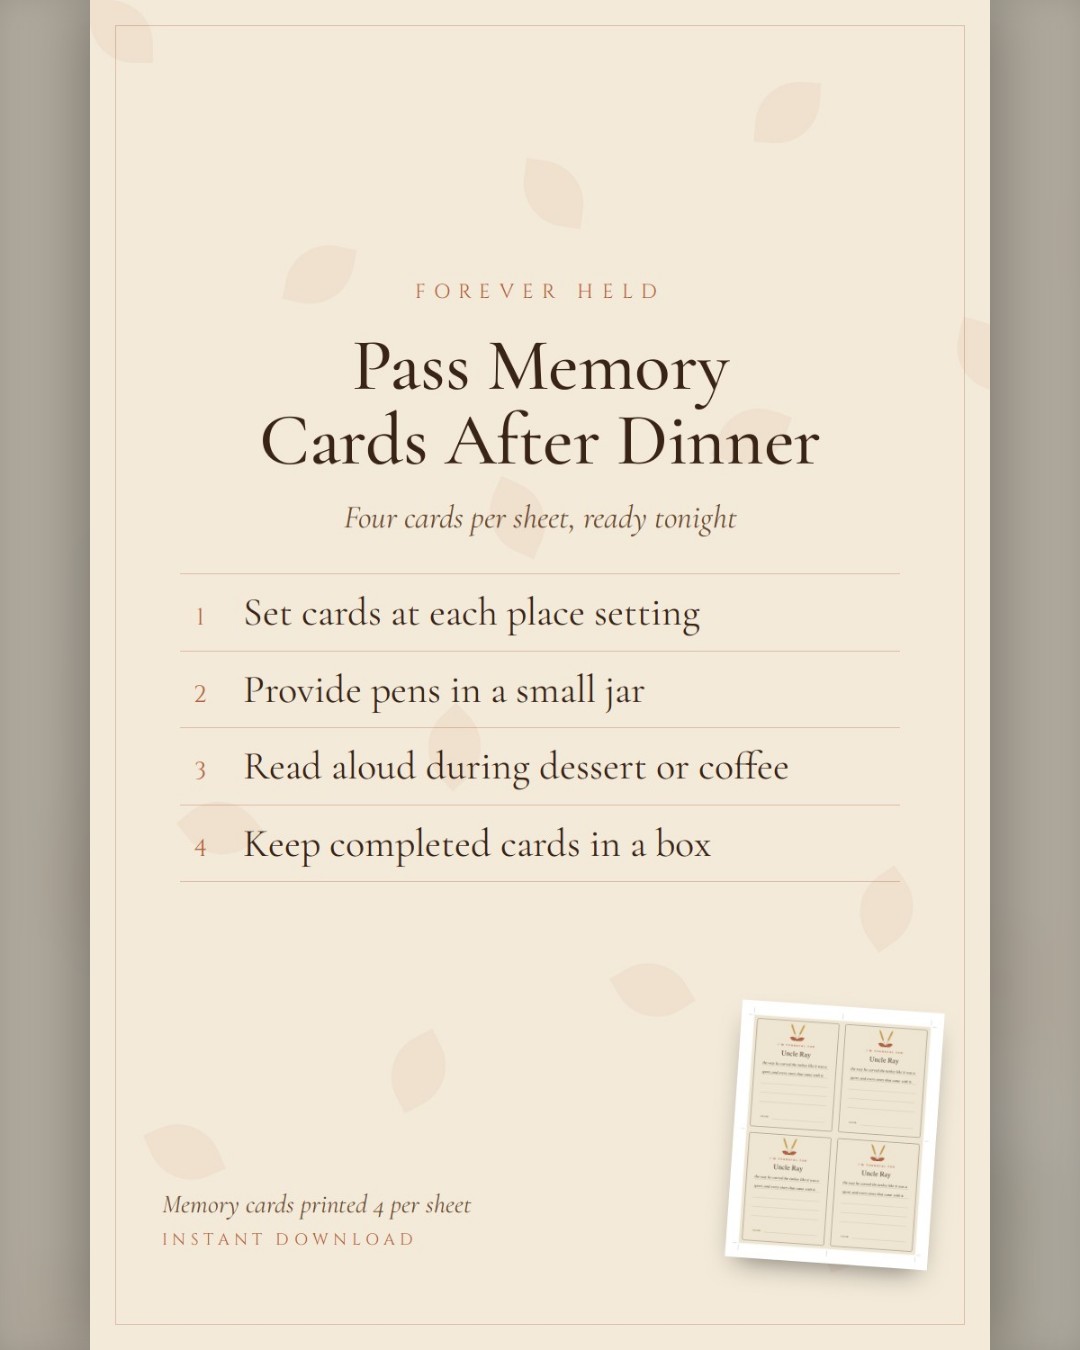 FOREVER HELD
Pass Memory
Cards After Dinner
Four cards per sheet, ready tonight
1 Set cards at each place setting
2 Provide pens in a small jar
3 Read aloud during dessert or coffee
4 Keep completed cards in a box
Uncle Ray
Uncle Ray
Uncle Ray
Uncle Ray
Memory cards printed 4 per sheet
INSTANT DOWNLOAD